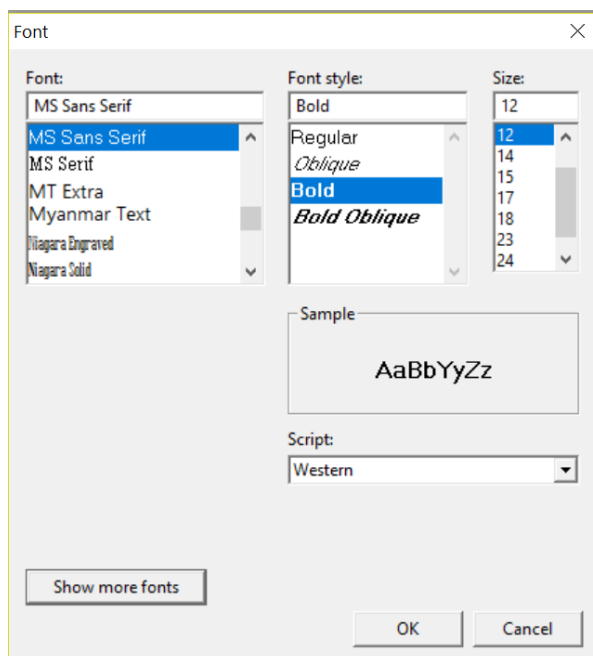 Font
Font:
MS Sans Serif
MS Sans Serif
MS Serif
MT Extra
Myanmar Text
Niagara Engraved
Niagara Solid
Font style:
Bold
Regular
Oblique
Bold
Bold Oblique
Size:
12
12
14
15
17
18
23
24
Sample
AaBbYyZz
Script:
Western
Show more fonts
OK
Cancel